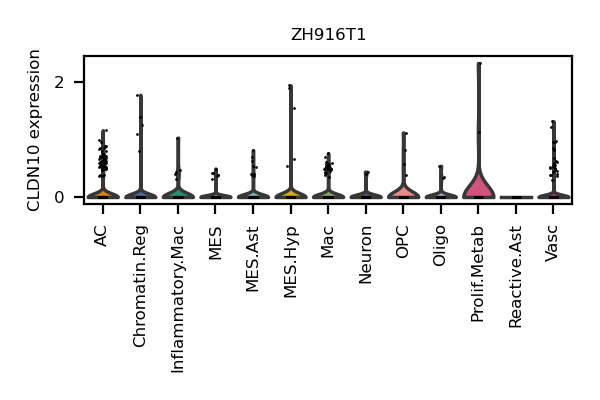 ZH916T1
CLDN10 expression
2
0
AC
Chromatin.Reg
Inflammatory.Mac
MES
MES.Ast
MES.Hyp
Mac
Neuron
OPC
Oligo
Prolif.Metab
Reactive.Ast
Vasc